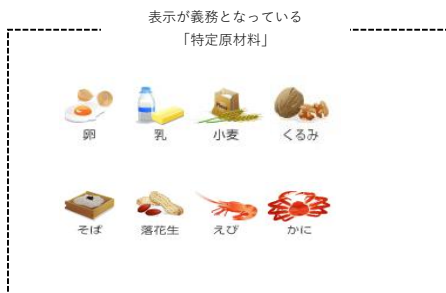 表示が義務となっている
「特定原材料」
卵 乳 小麦 くるみ
そば 落花生 えび かに